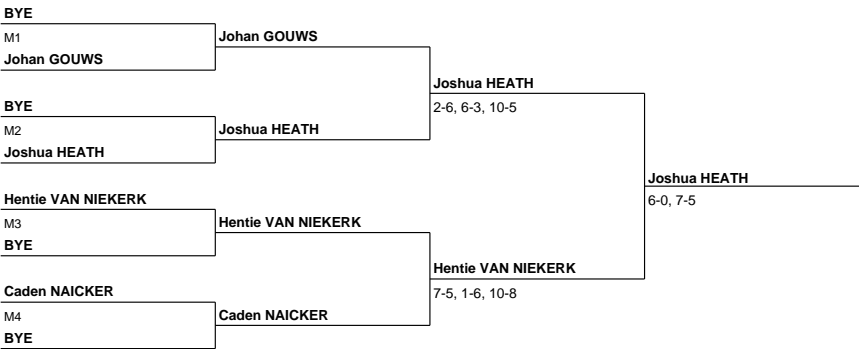 BYE
M1
Johan GOUWS
Johan GOUWS
BYE
M2
Joshua HEATH
Joshua HEATH
Joshua HEATH
2-6, 6-3, 10-5
Hentie VAN NIEKERK
M3
BYE
Hentie VAN NIEKERK
Caden NAICKER
M4
BYE
Caden NAICKER
Hentie VAN NIEKERK
7-5, 1-6, 10-8
Joshua HEATH
6-0, 7-5